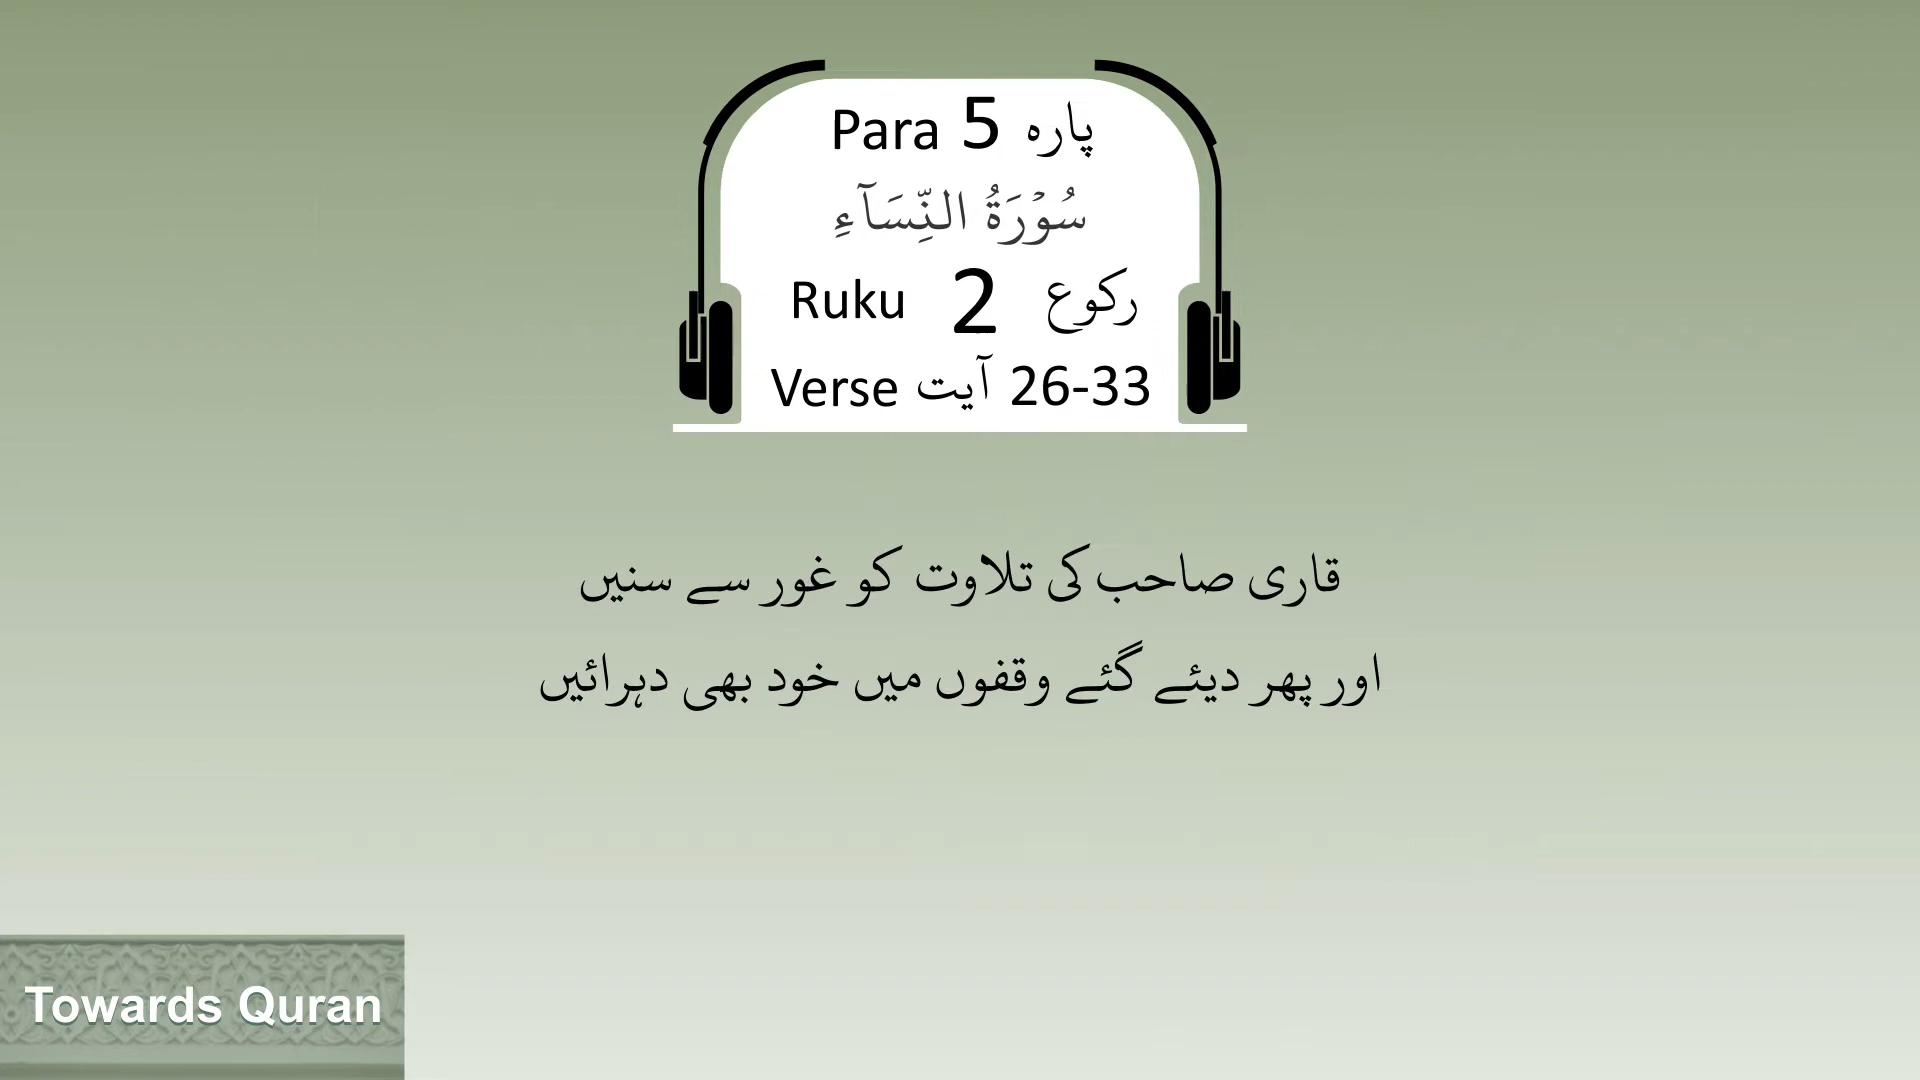 Para 5 پارہ
سُوۡرَةُ النِّسَآءِ
Ruku 2 رکوع
Verse آیت 26-33
قاری صاحب کی تلاوت کو غور سے سنیں
اور پھر دیئے گئے وقفوں میں خود بھی دہرائیں
Towards Quran